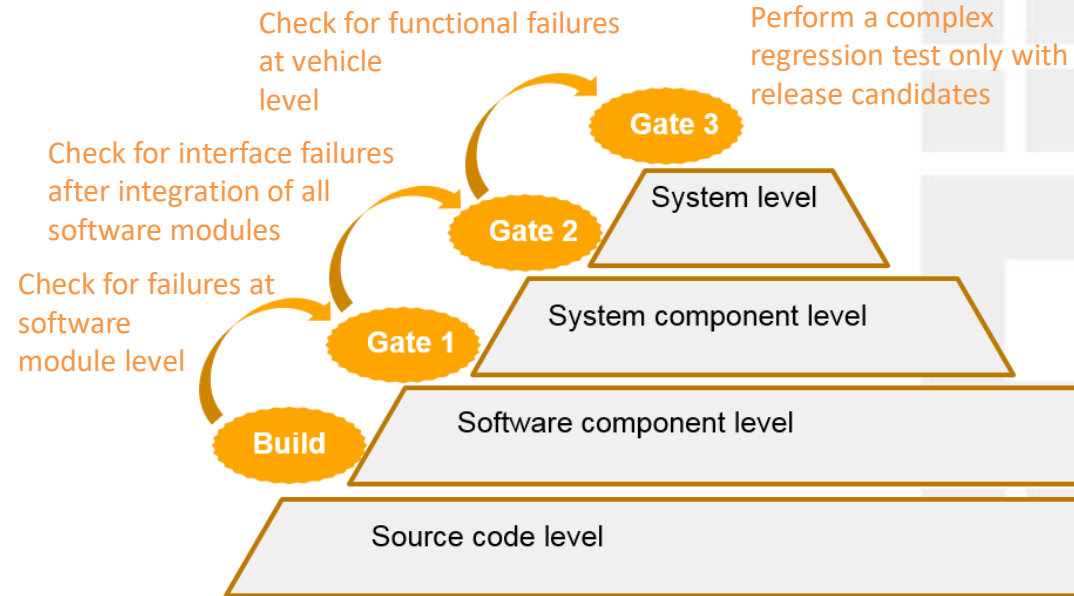 Check for functional failures
at vehicle
level
Perform a complex
regression test only with
release candidates
Gate 3
Check for interface failures
after integration of all
software modules
System level
Gate 2
Check for failures at
software
module level
System component level
Gate 1
Software component level
Build
Source code level